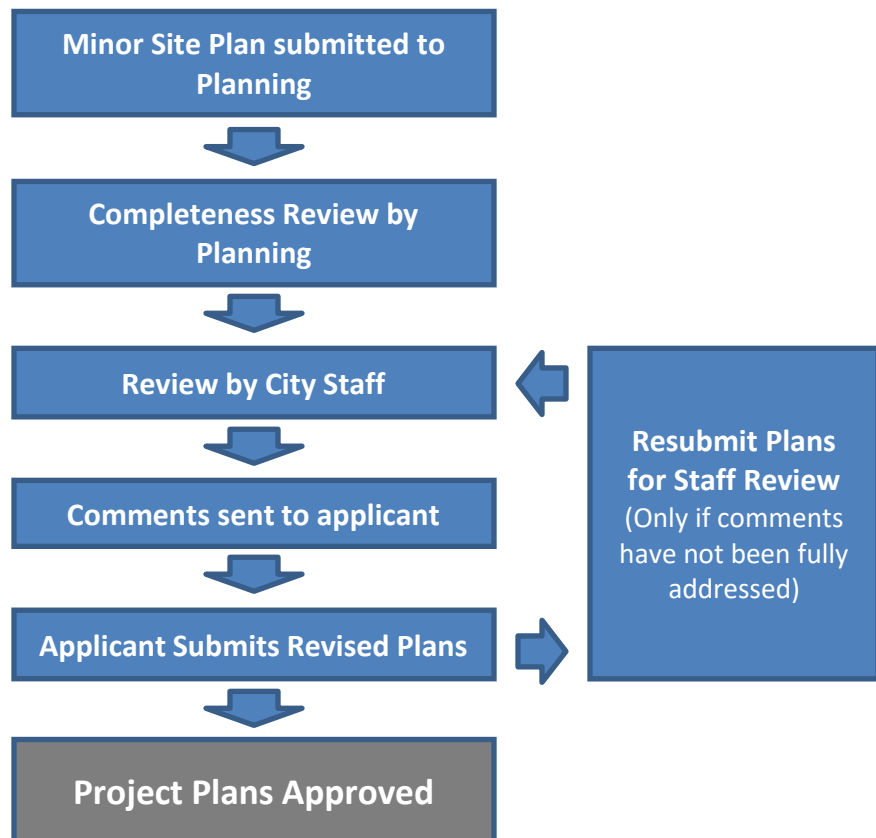 Minor Site Plan submitted to
Planning
Completeness Review by
Planning
Review by City Staff
Comments sent to applicant
Applicant Submits Revised Plans
Project Plans Approved
Resubmit Plans
for Staff Review
(Only if comments
have not been fully
addressed)